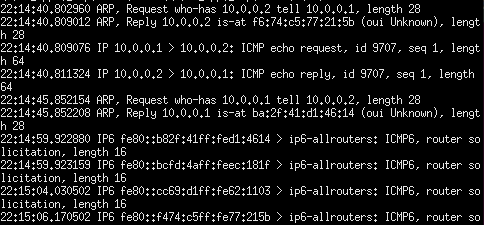 22:14:40.802960 ARP, Request who-has 10.0.0.2 tell 10.0.0.1, length 28
22:14:40.809012 ARP, Reply 10.0.0.2 is-at f6:74:c5:77:21:5b (oui Unknown), lengt
h 28
22:14:40.809076 IP 10.0.0.1 > 10.0.0.2: ICMP echo request, id 9707, seq 1, lengt
h 64
22:14:40.811324 IP 10.0.0.2 > 10.0.0.1: ICMP echo reply, id 9707, seq 1, length
64
22:14:45.852154 ARP, Request who-has 10.0.0.1 tell 10.0.0.2, length 28
22:14:45.852208 ARP, Reply 10.0.0.1 is-at ba:2f:41:d1:46:14 (oui Unknown), lengt
h 28
22:14:59.922880 IP6 fe80::b82f:41ff:fed1:4614 > ip6-allrouters: ICMP6, router so
licitation, length 16
22:14:59.923159 IP6 fe80::bcfd:4aff:feec:181f > ip6-allrouters: ICMP6, router so
licitation, length 16
22:15:04.030502 IP6 fe80::cc69:d1ff:fe62:1103 > ip6-allrouters: ICMP6, router so
licitation, length 16
22:15:06.170502 IP6 fe80::f474:c5ff:fe77:215b > ip6-allrouters: ICMP6, router so